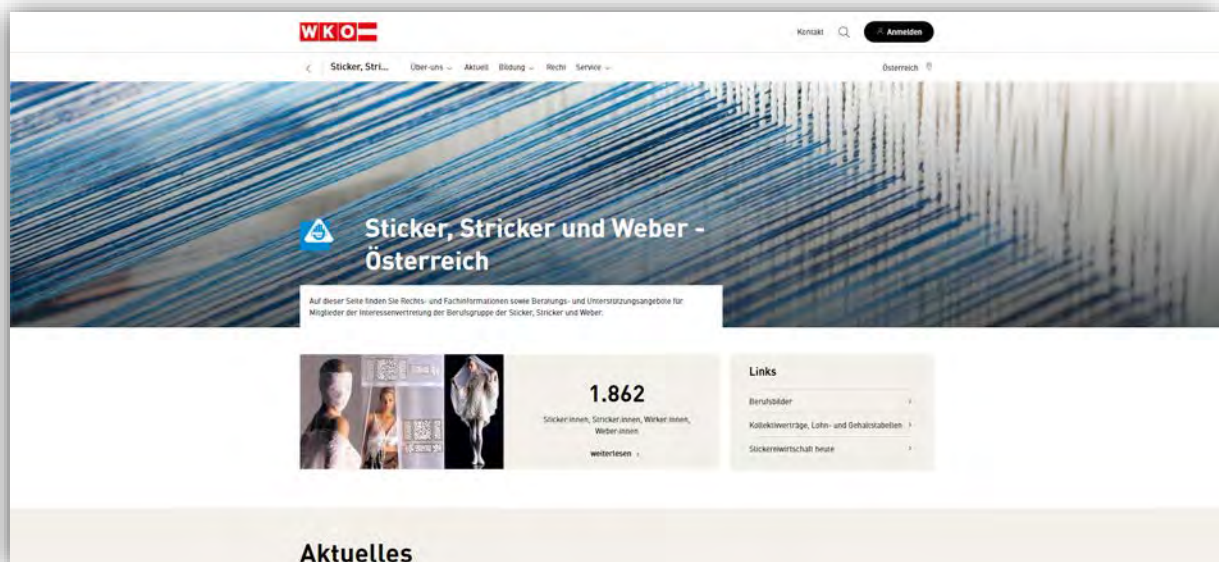 WKO
Kontakt
Anmelden
Sticker, Stri...
Über-uns
Aktuell
Bildung
Recht
Service
Österreich
Sticker, Stricker und Weber -
Österreich
Auf dieser Seite finden Sie Rechts- und Fachinformationen sowie Beratungs- und Unterstützungsangebote für
Mitglieder der Interessenvertretung der Berufsgruppe der Sticker, Stricker und Weber.
1.862
Sticker:innen, Stricker:innen, Wirker:innen,
Weber:innen
weiterlesen
Links
Berufsbilder
Kollektivverträge, Lohn- und Gehaltstabellen
Stickereiwirtschaft heute
Aktuelles